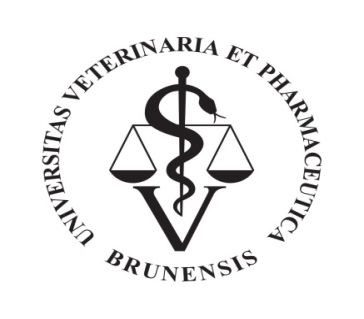 UNIVERSITAS VETERINARIA ET PHARMACEUTICA
BRUNENSIS
V